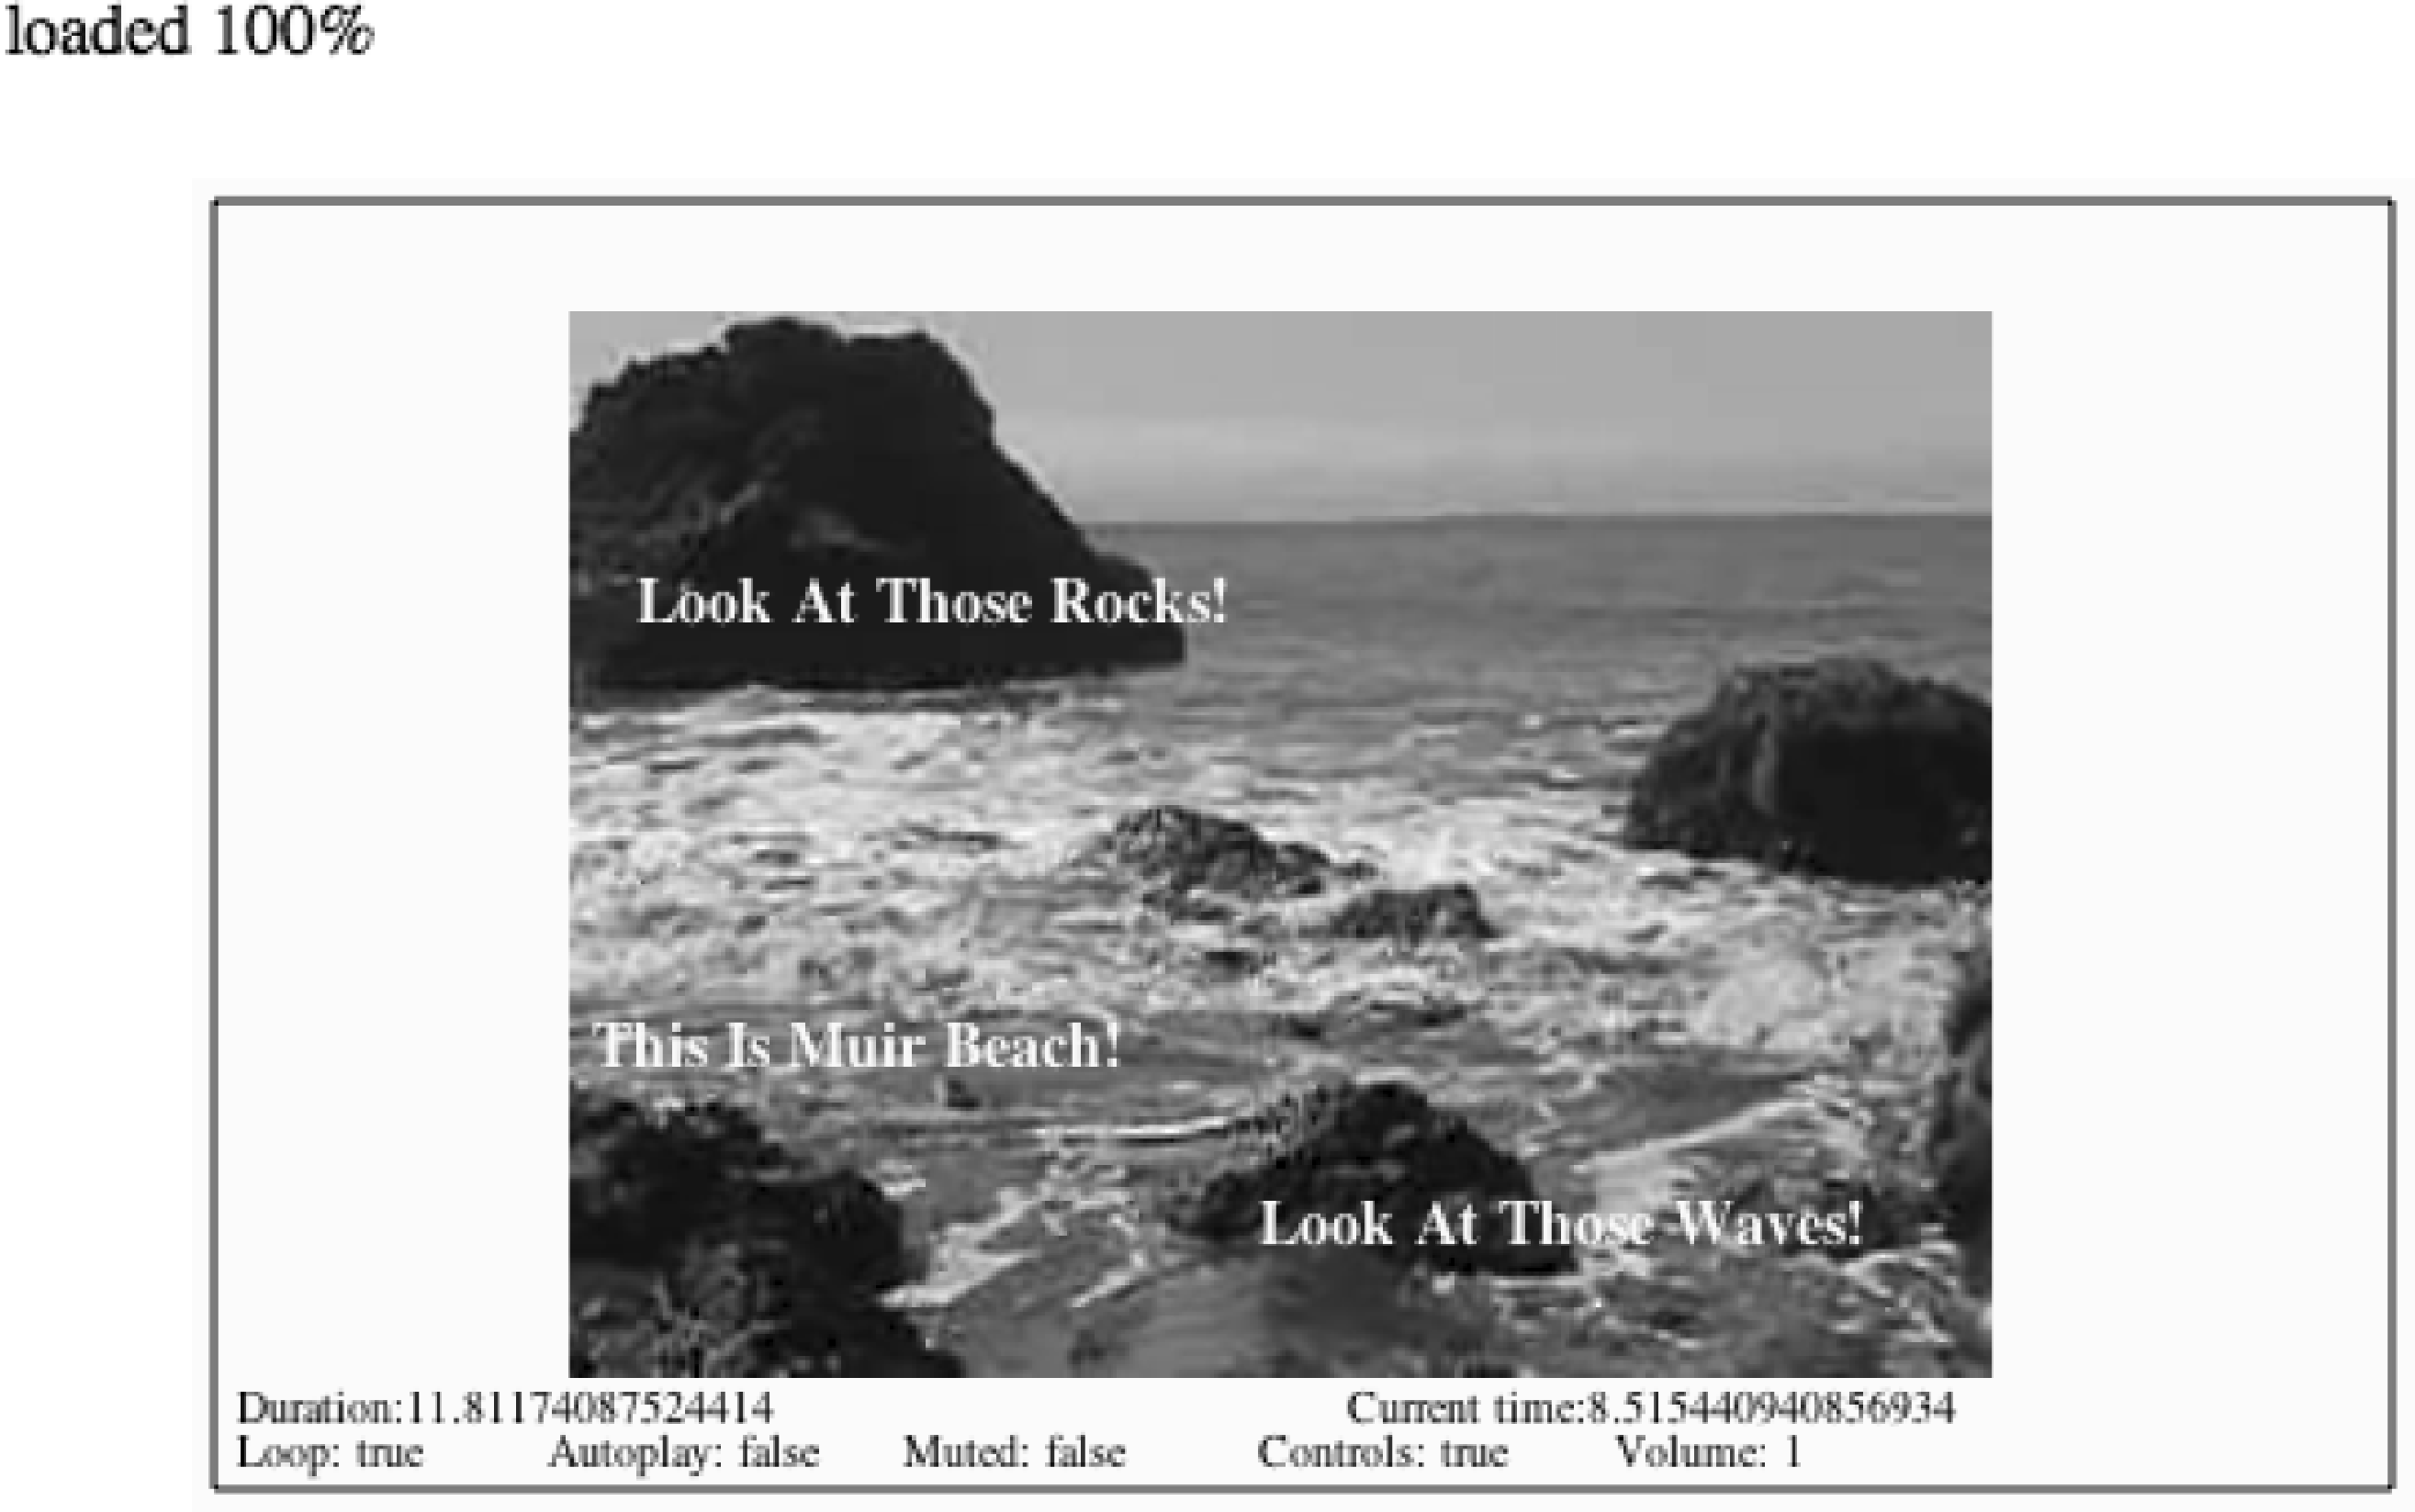 loaded 100%
Look At Those Rocks!
This Is Muir Beach!
Look At Those Waves!
Duration:11.81174087524414 Current time:8.515440940856934
Loop: true Autoplay: false Muted: false Controls: true Volume: 1